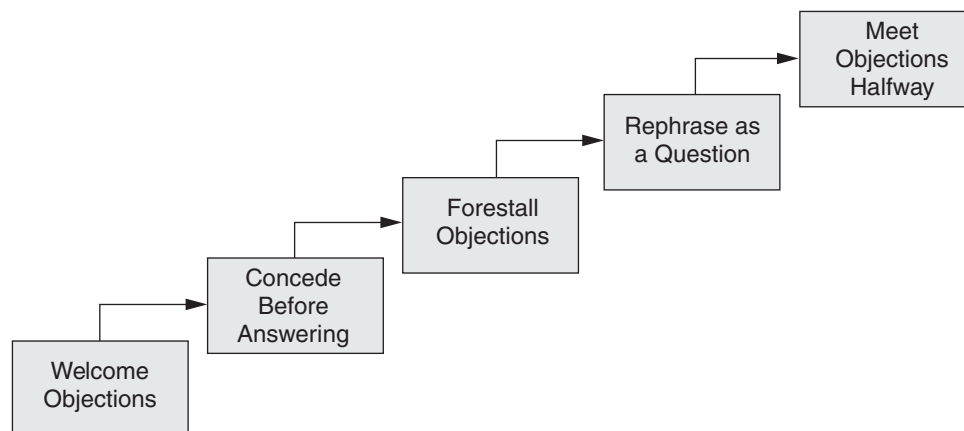 Meet
Objections
Halfway
Rephrase as
a Question
Forestall
Objections
Concede
Before
Answering
Welcome
Objections